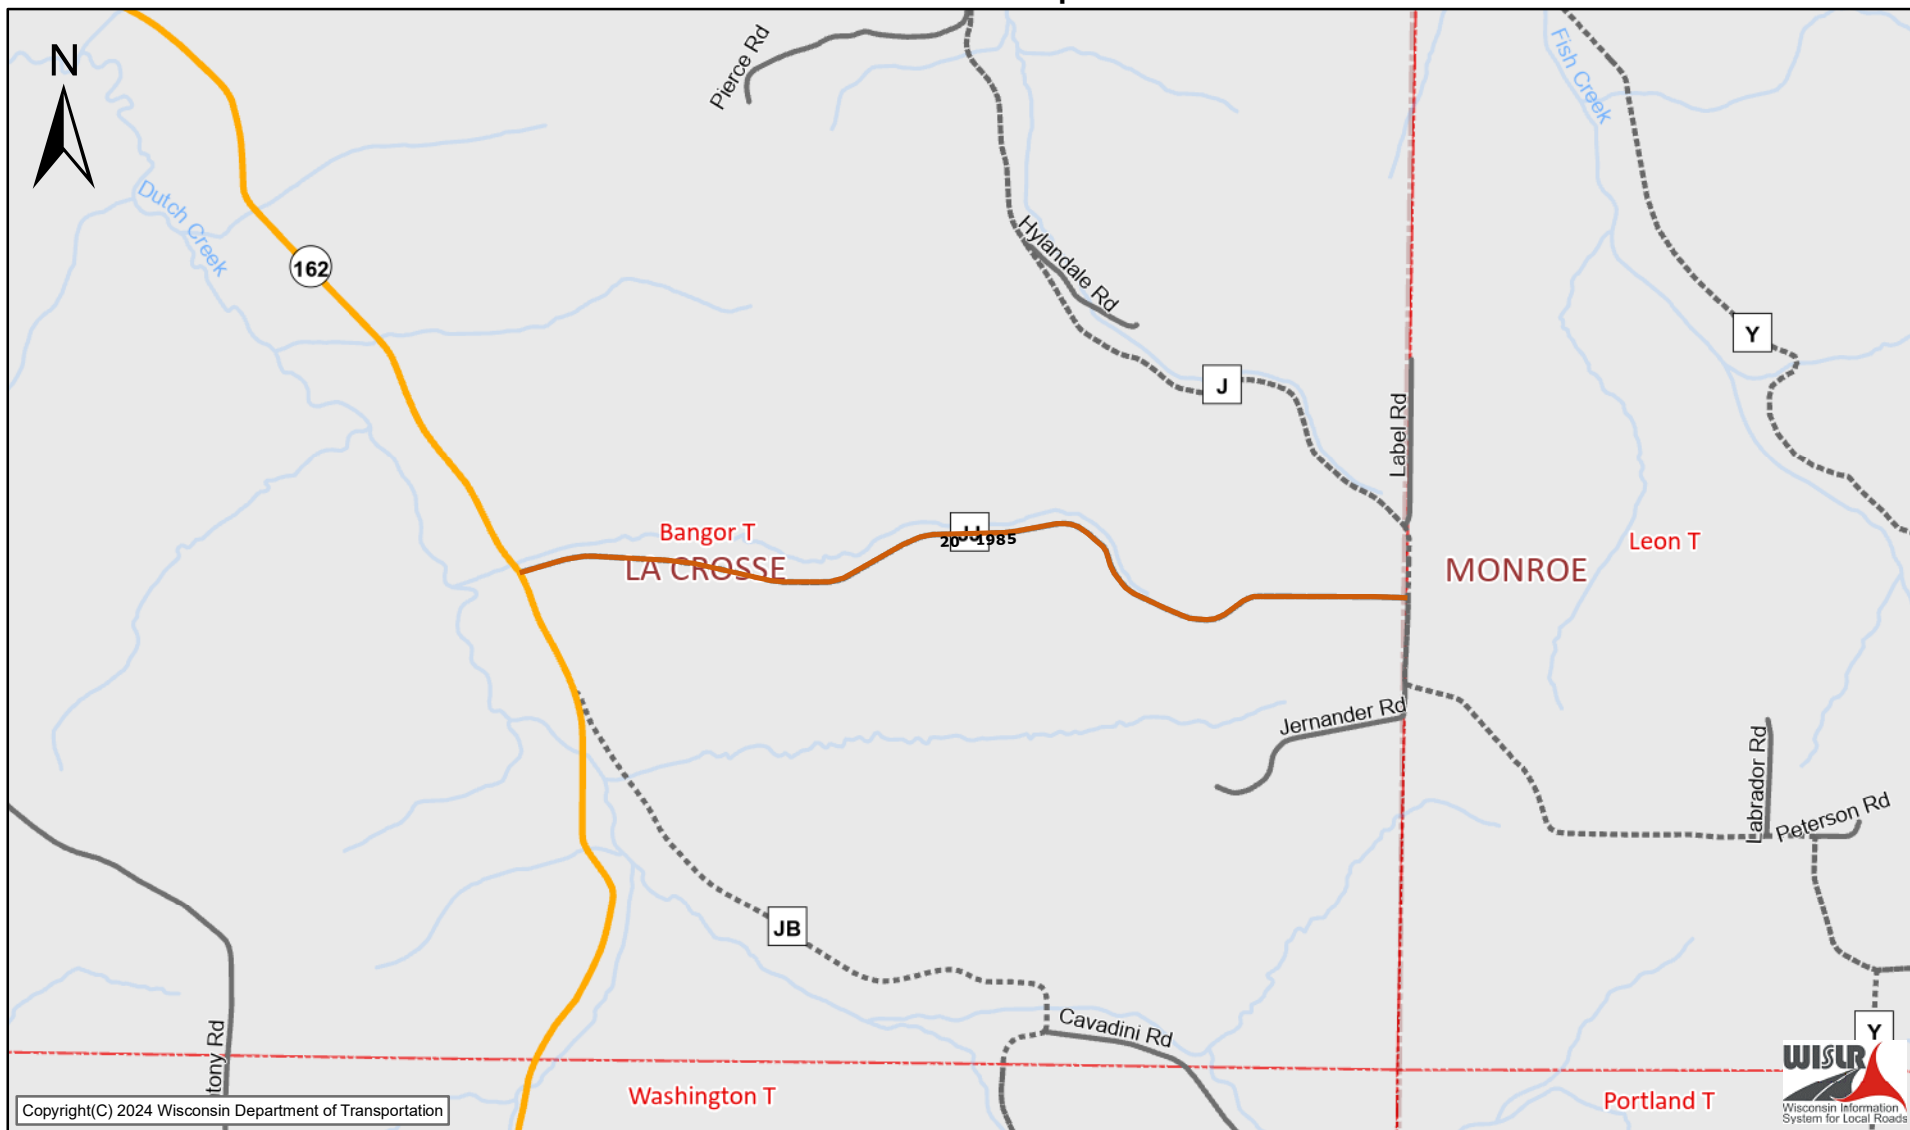 N
Pierce Rd
Fish Creek
Dutch Creek
162
Hylandale Rd
Y
J
Label Rd
Bangor T
20 1985
Leon T
LA CROSSE
MONROE
Jernander Rd
Labrador Rd
Peterson Rd
JB
Cavadini Rd
Y
tony Rd
WISLR
Washington T
Portland T
Wisconsin Information
System for Local Roads
Copyright(C) 2024 Wisconsin Department of Transportation